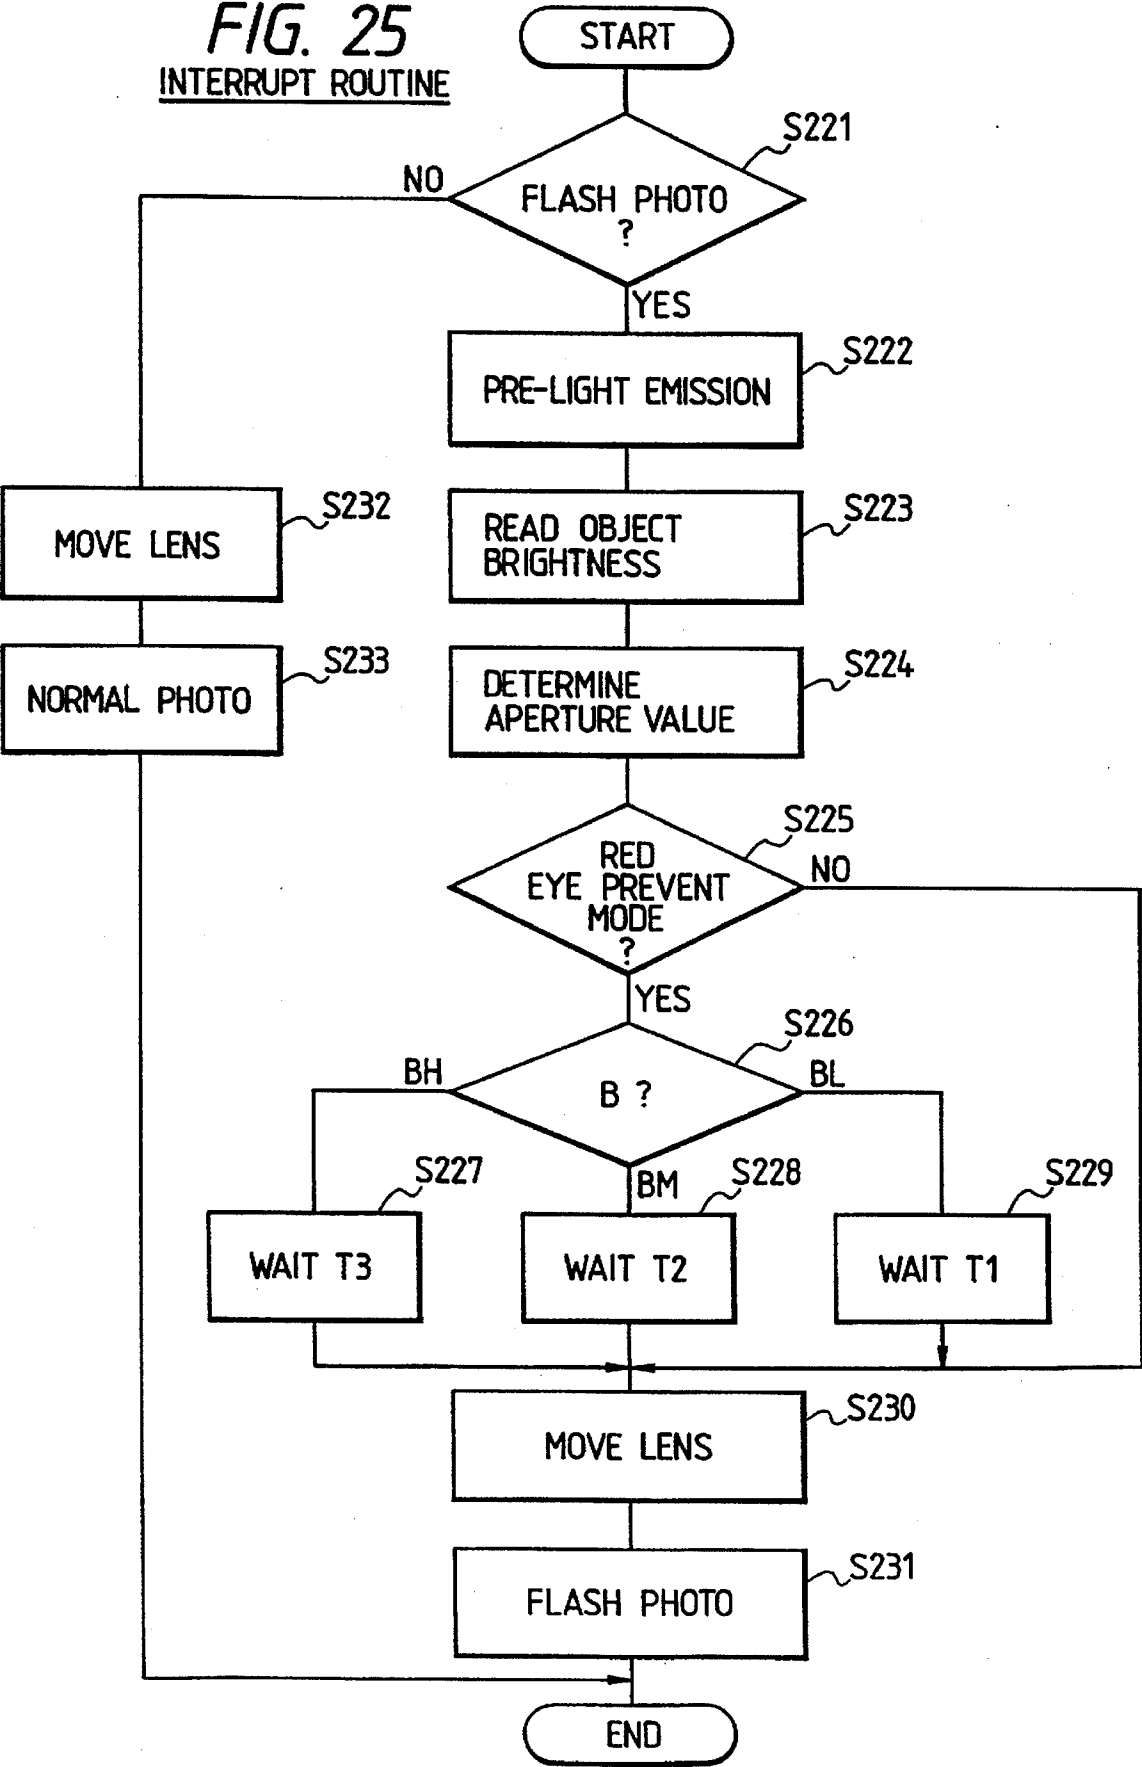 FIG. 25
INTERRUPT ROUTINE
START
S221
NO
FLASH PHOTO
?
YES
S222
PRE-LIGHT EMISSION
S232
MOVE LENS
S223
READ OBJECT
BRIGHTNESS
S233
NORMAL PHOTO
S224
DETERMINE
APERTURE VALUE
S225
RED
EYE PREVENT
MODE
?
NO
YES
S226
BH
B ?
BL
BM
S227
WAIT T3
S228
WAIT T2
S229
WAIT T1
S230
MOVE LENS
S231
FLASH PHOTO
END